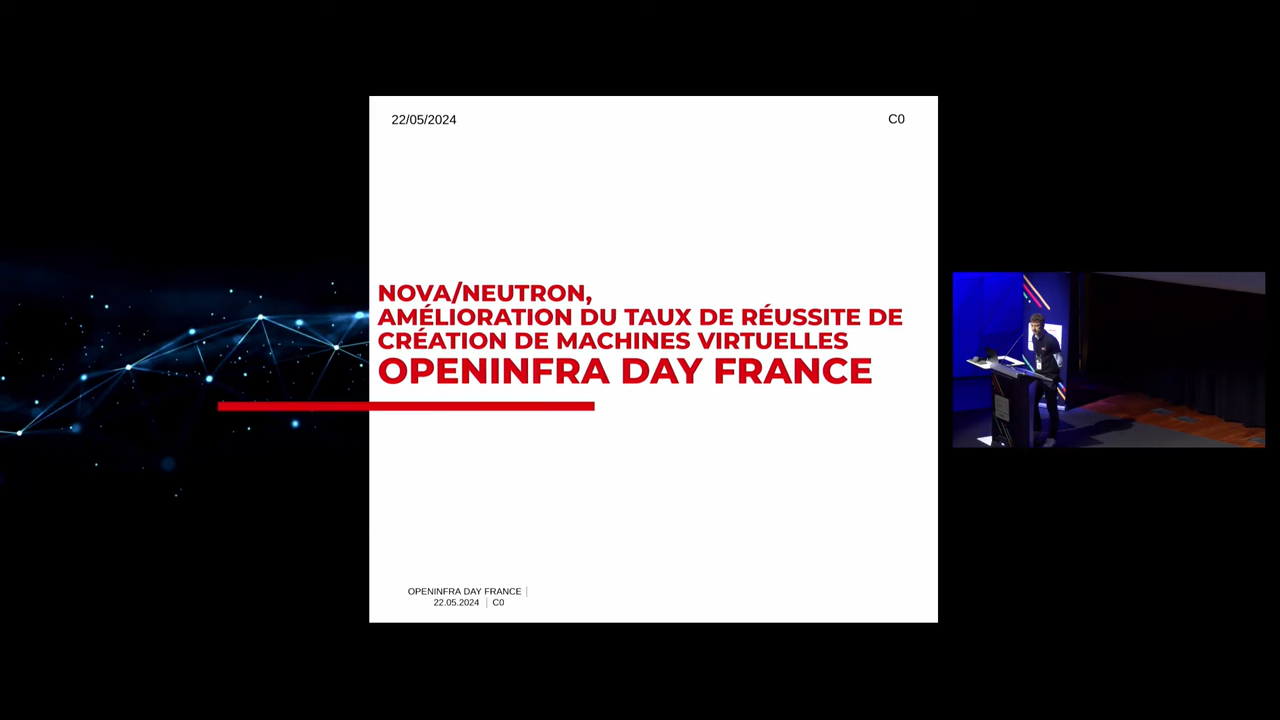 22/05/2024
C0
NOVA/NEUTRON,
AMÉLIORATION DU TAUX DE RÉUSSITE DE
CRÉATION DE MACHINES VIRTUELLES
OPENINFRA DAY FRANCE
OPENINFRA DAY FRANCE
22.05.2024 C0